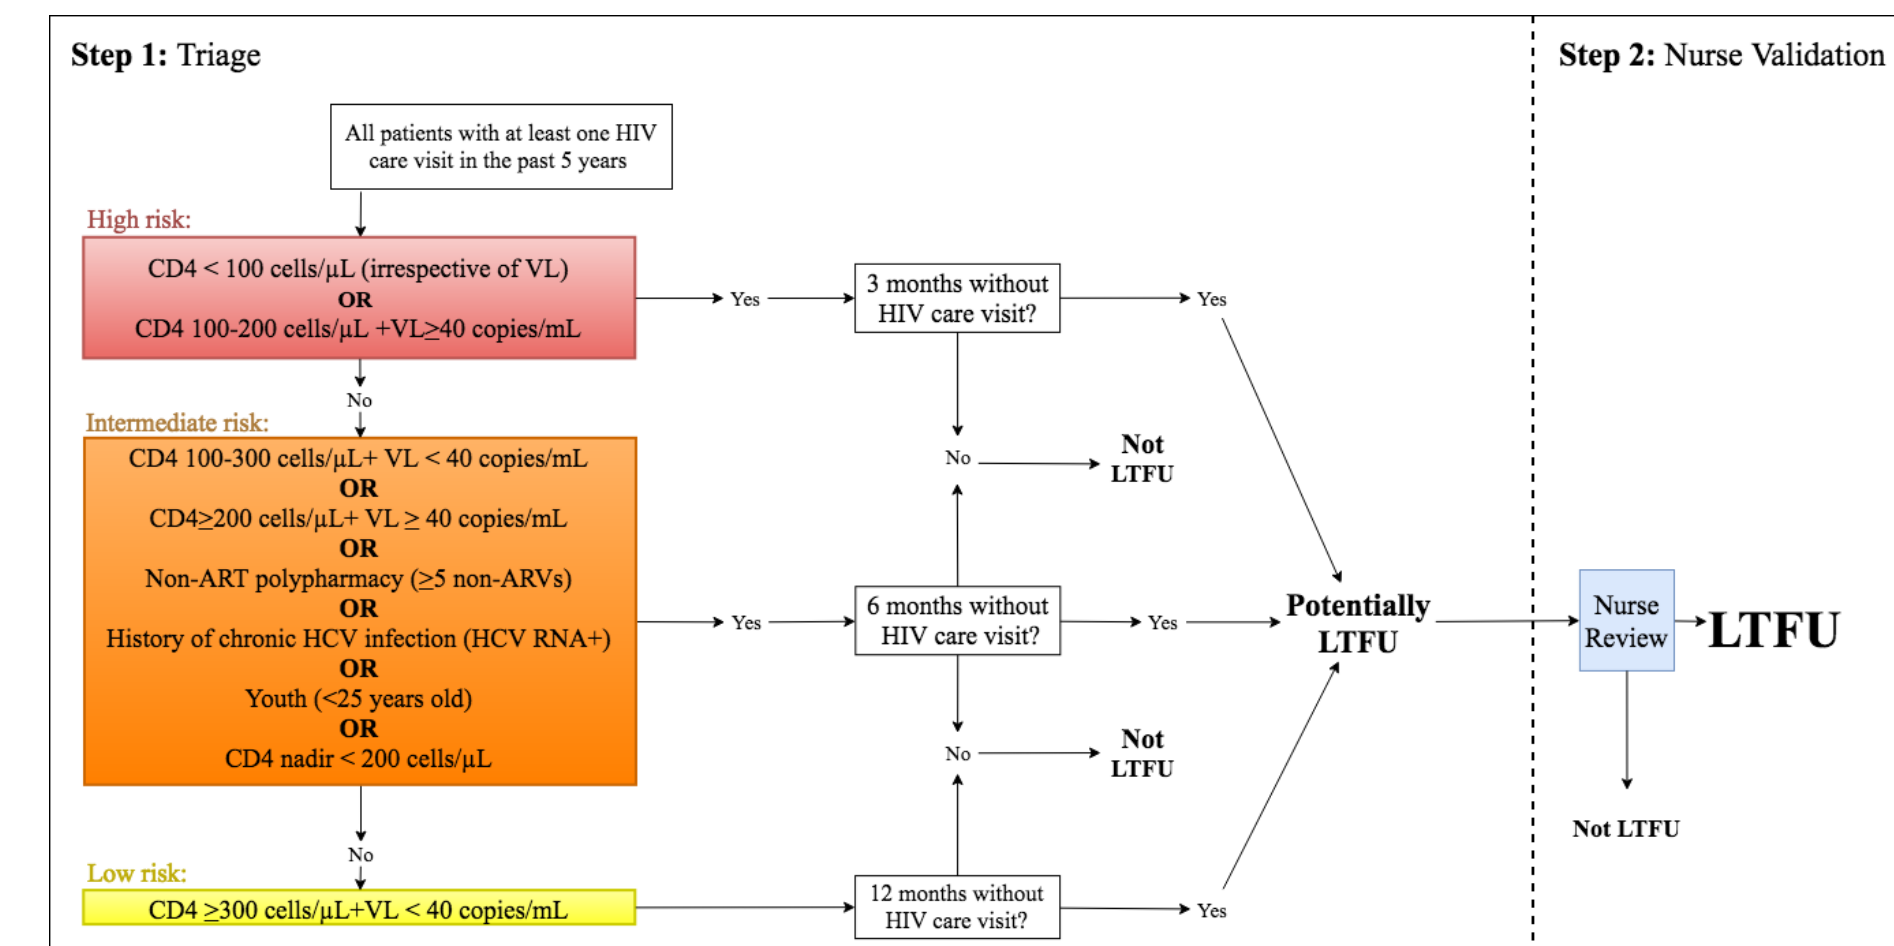 Step 1: Triage
Step 2: Nurse Validation
All patients with at least one HIV
care visit in the past 5 years
High risk:
CD4 < 100 cells/µL (irrespective of VL)
OR
CD4 100-200 cells/µL +VL≥40 copies/mL
Yes
3 months without
HIV care visit?
Yes
No
Intermediate risk:
CD4 100-300 cells/µL+ VL < 40 copies/mL
OR
CD4≥200 cells/µL+ VL ≥ 40 copies/mL
OR
Non-ART polypharmacy (≥5 non-ARVs)
OR
History of chronic HCV infection (HCV RNA+)
OR
Youth (<25 years old)
OR
CD4 nadir < 200 cells/µL
No
Not
LTFU
Yes
6 months without
HIV care visit?
Yes
Potentially
LTFU
Nurse
Review
LTFU
No
Not
LTFU
Not LTFU
No
Low risk:
CD4 ≥300 cells/µL+VL < 40 copies/mL
12 months without
HIV care visit?
Yes